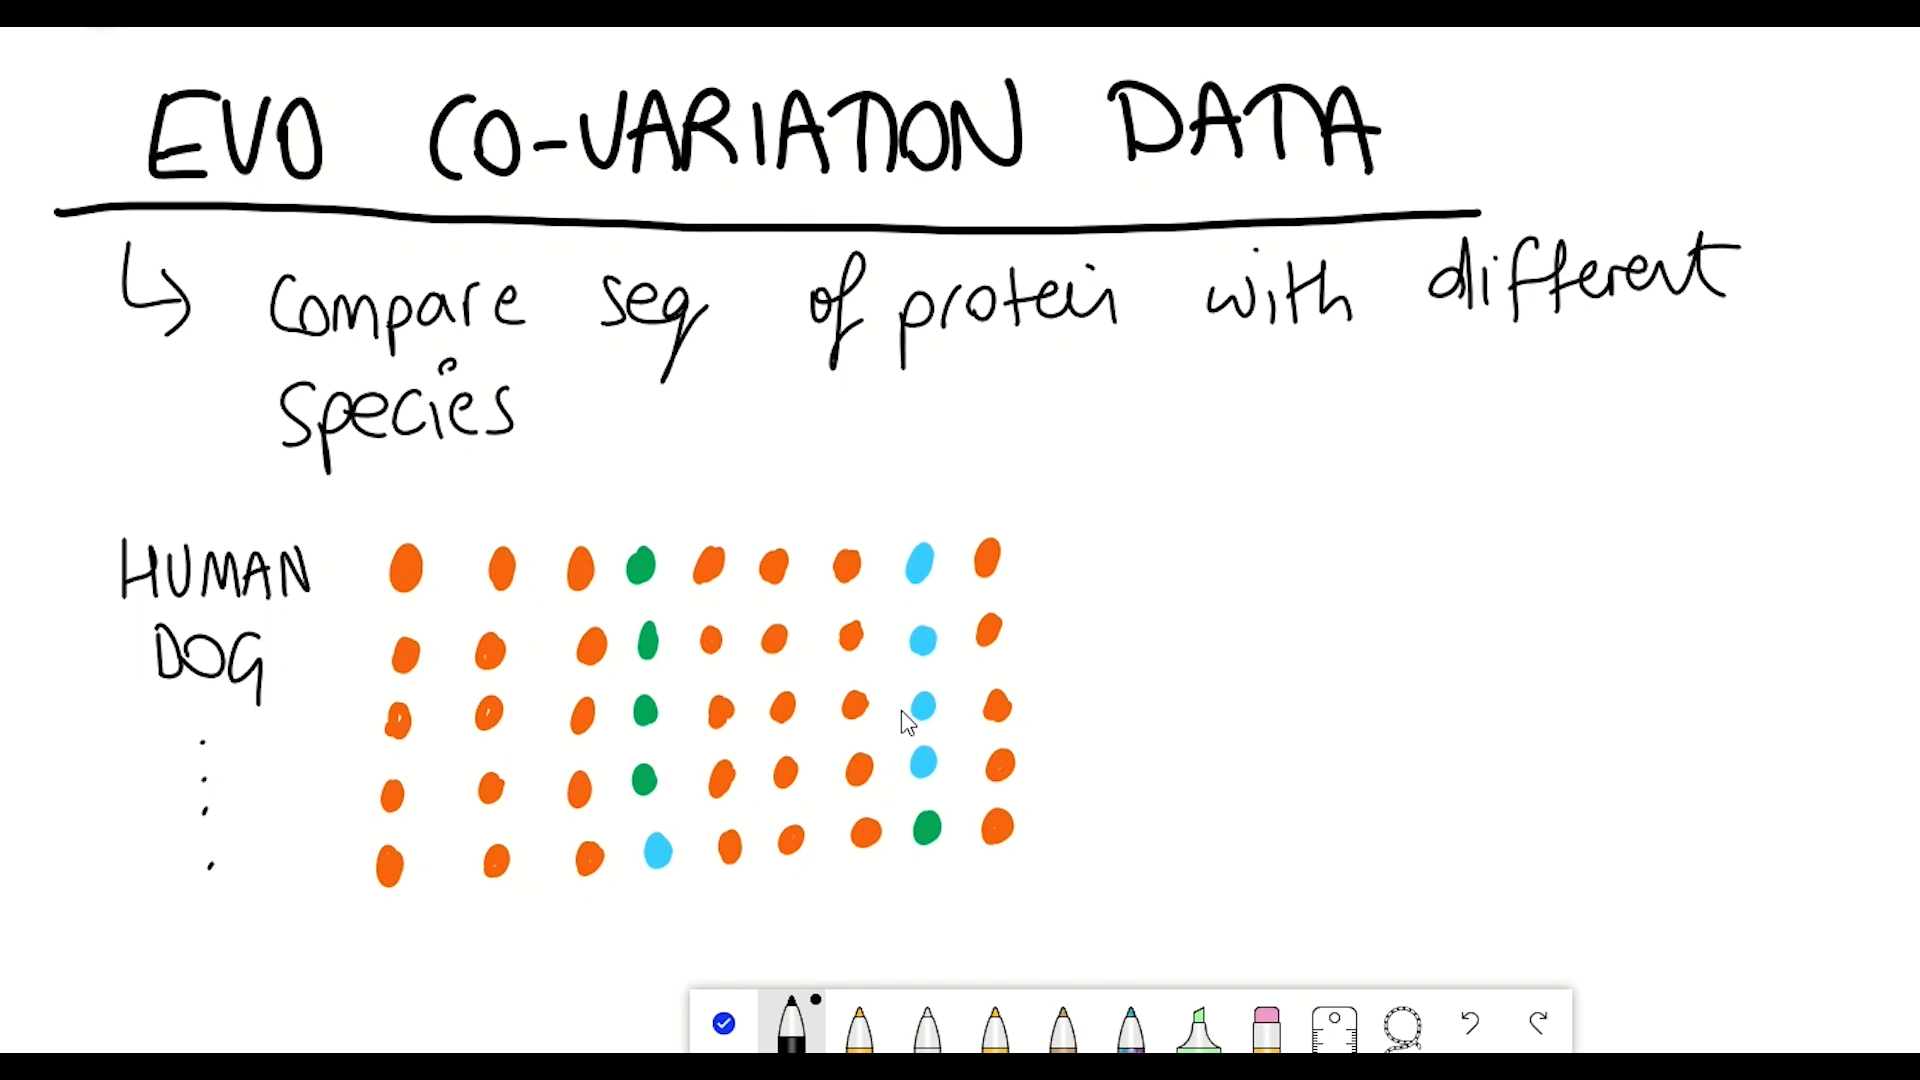 EVO CO-VARIATION DATA
compare seq of protein with different
species
HUMAN
DOG